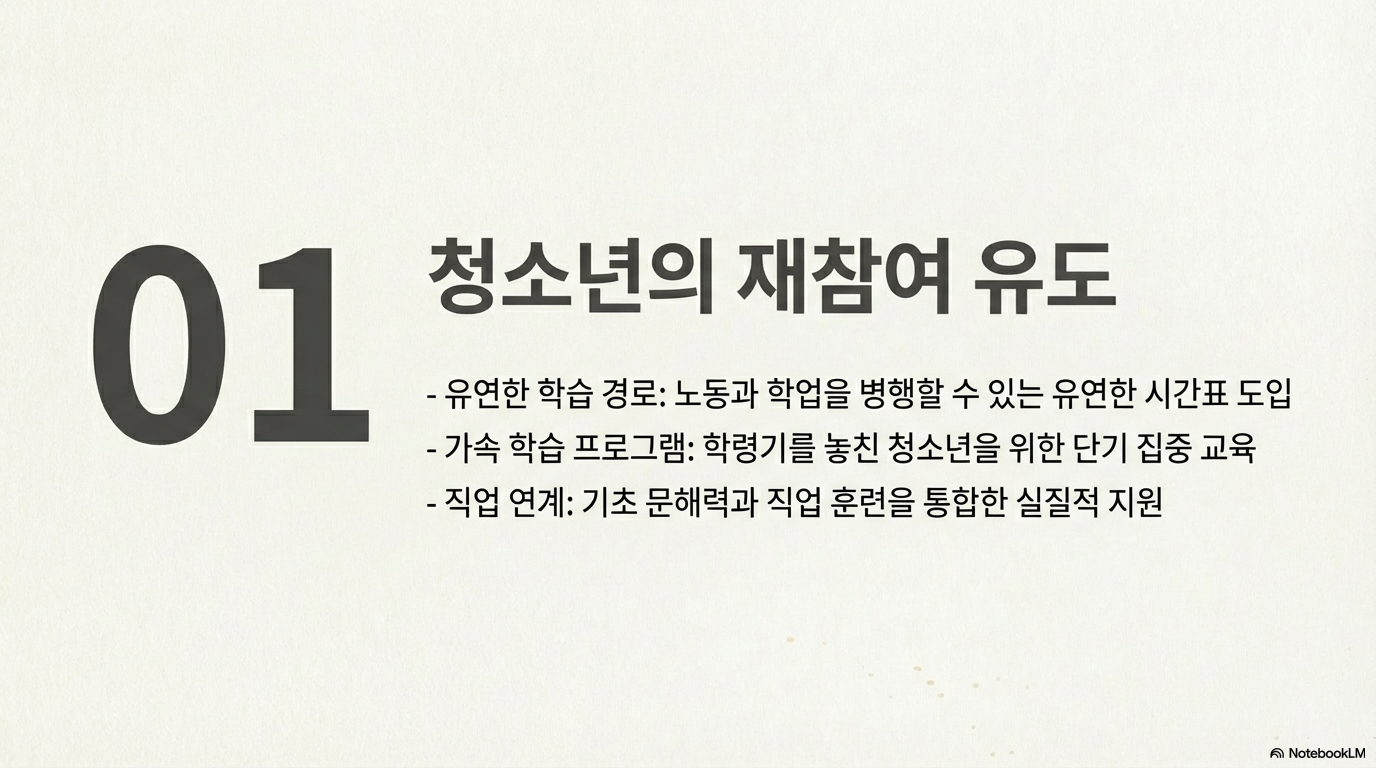 01
청소년의 재참여 유도
- 유연한 학습 경로: 노동과 학업을 병행할 수 있는 유연한 시간표 도입
- 가속 학습 프로그램: 학령기를 놓친 청소년을 위한 단기 집중 교육
- 직업 연계: 기초 문해력과 직업 훈련을 통합한 실질적 지원
NotebookLM